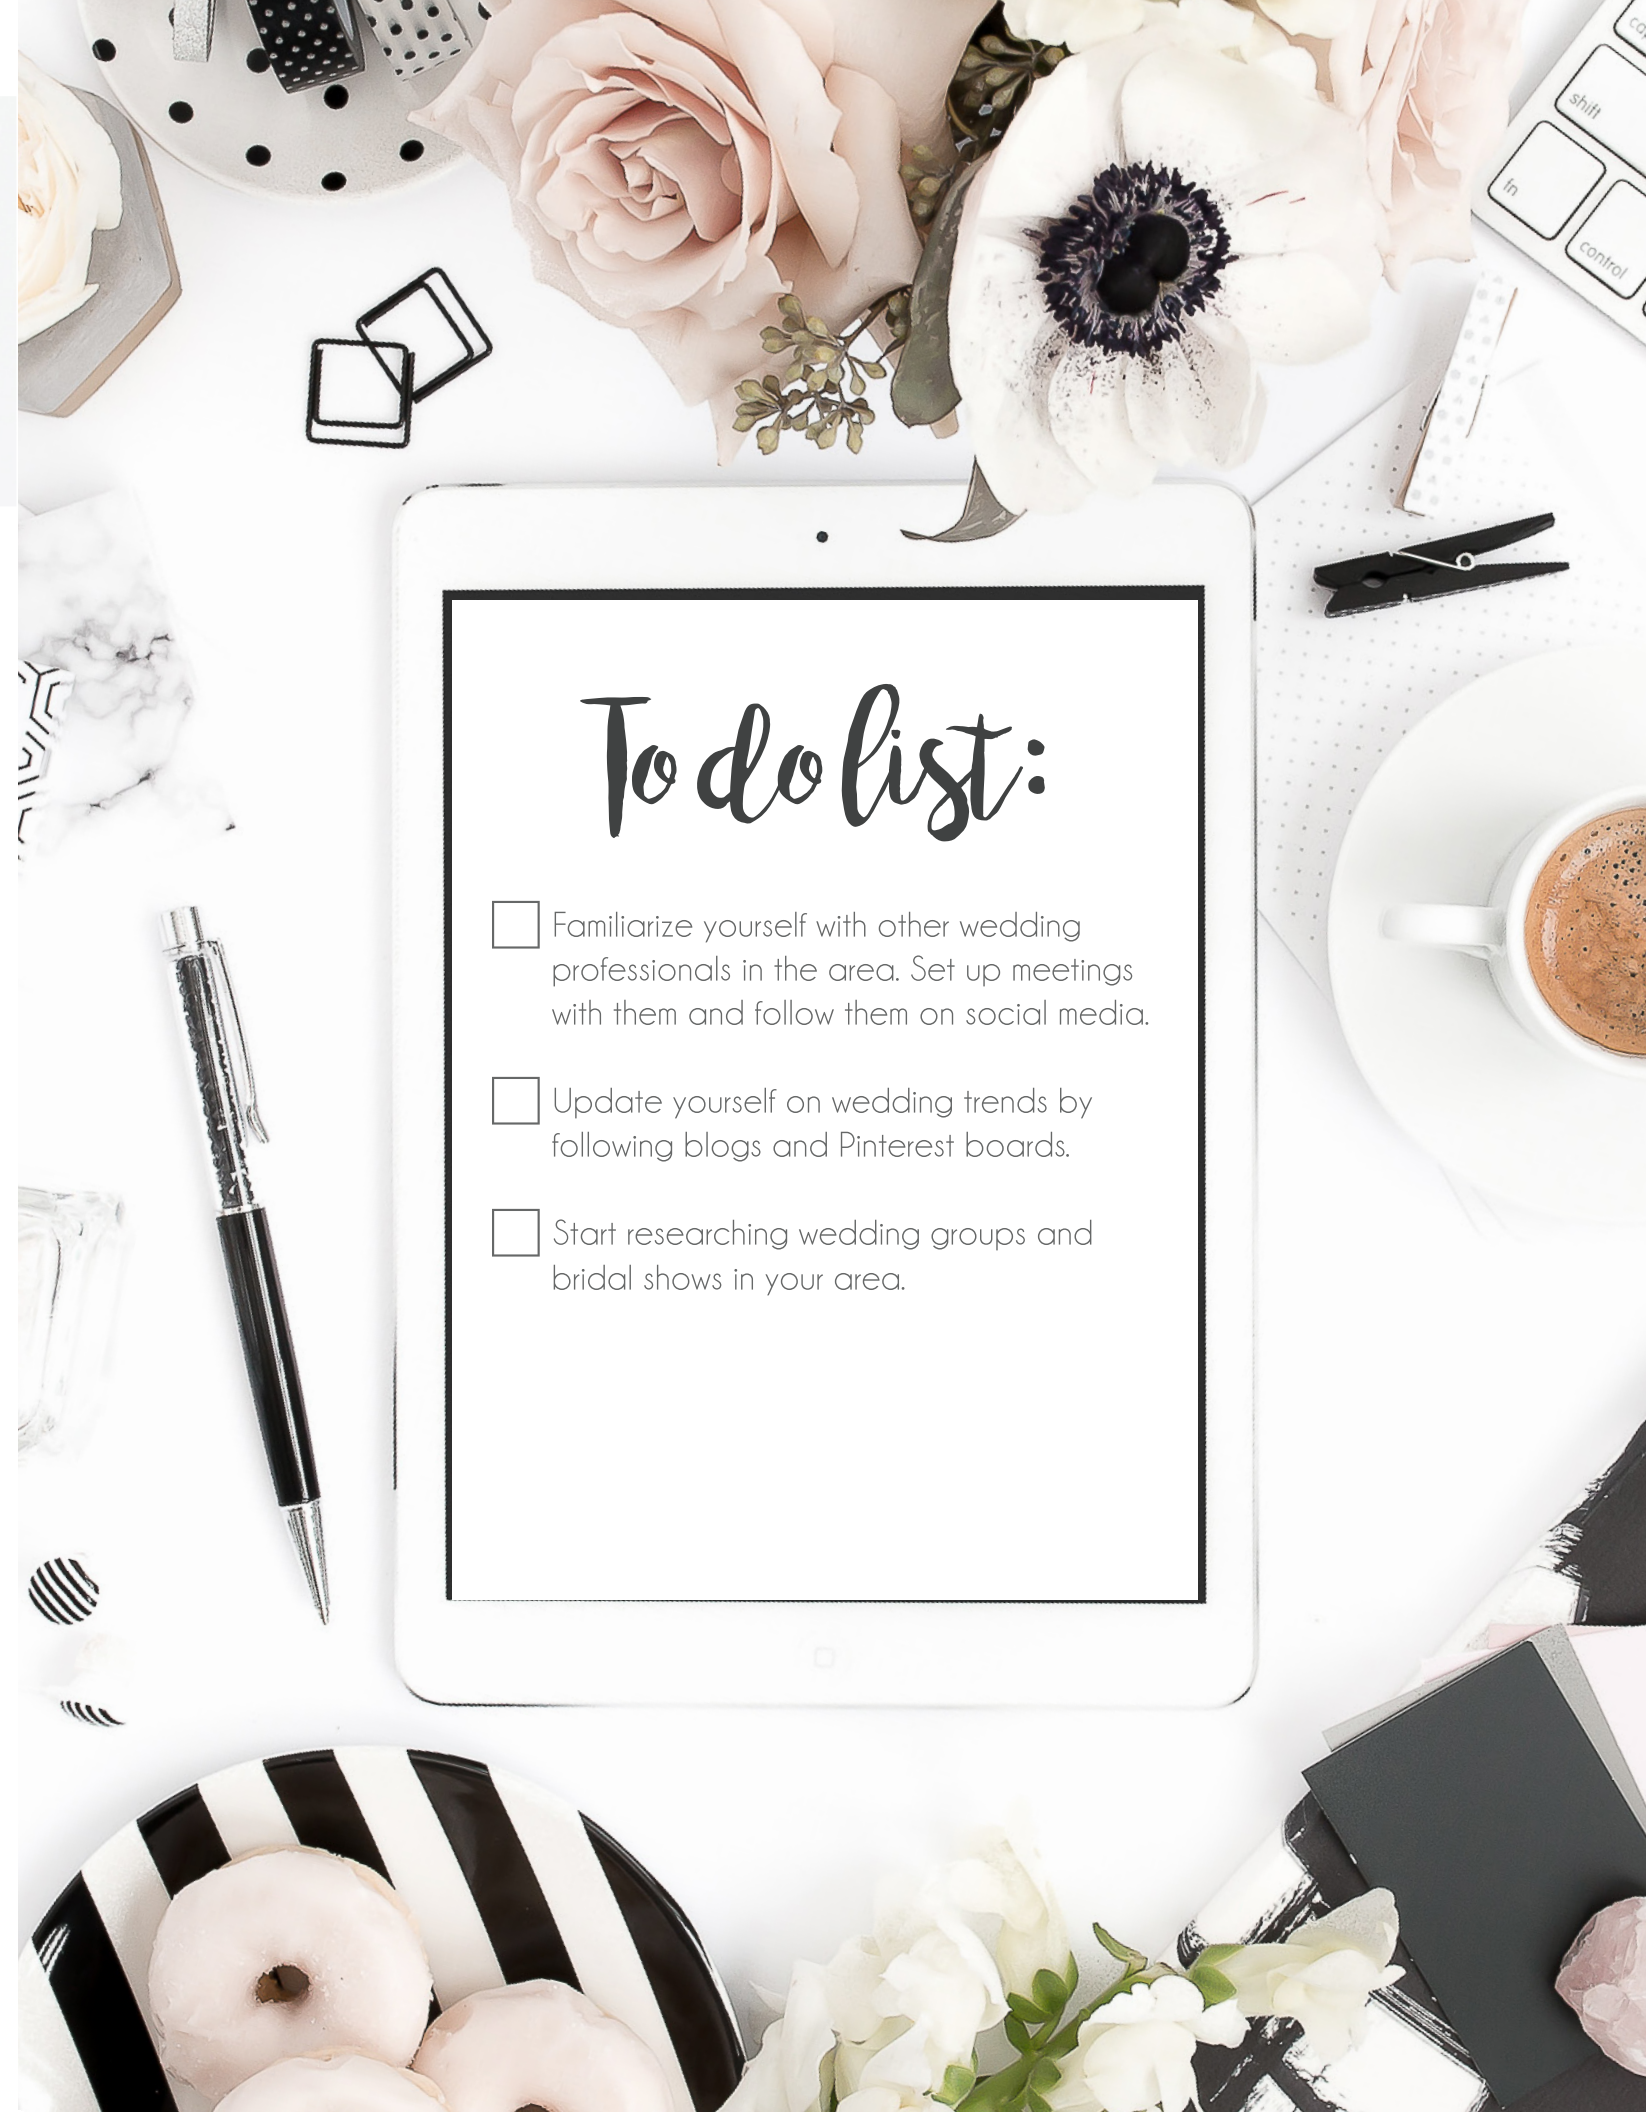 shift
fn
control
To do list:
Familiarize yourself with other wedding
professionals in the area. Set up meetings
with them and follow them on social media.
Update yourself on wedding trends by
following blogs and Pinterest boards.
Start researching wedding groups and
bridal shows in your area.